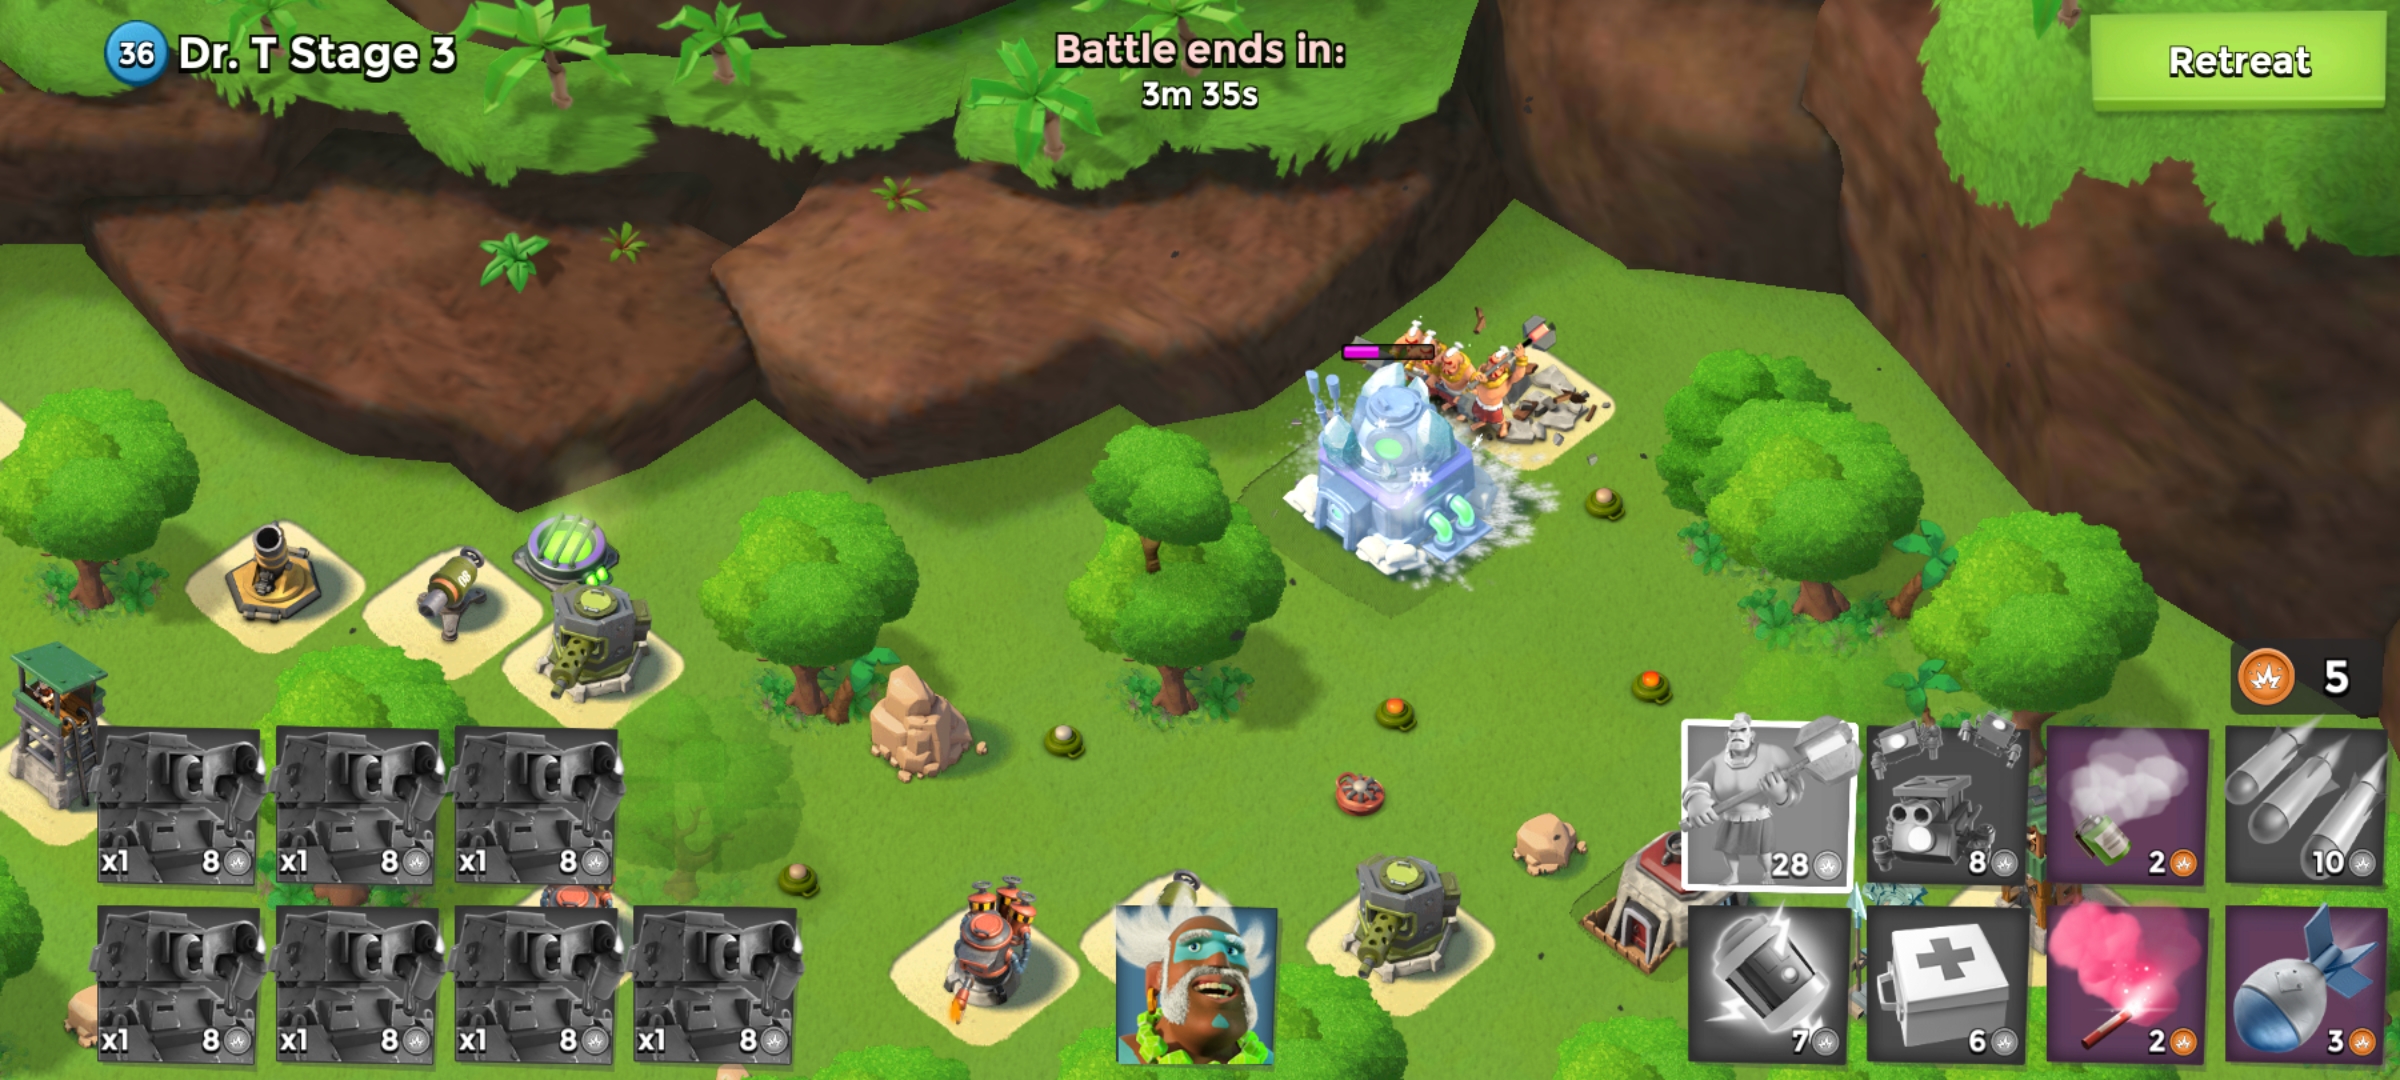 36 Dr. T Stage 3
Battle ends in:
3m 35s
Retreat
08
5
x1 8
x1 8
x1 8
28
8
2
10
x1 8
x1 8
x1 8
x1 8
7
6
2
3